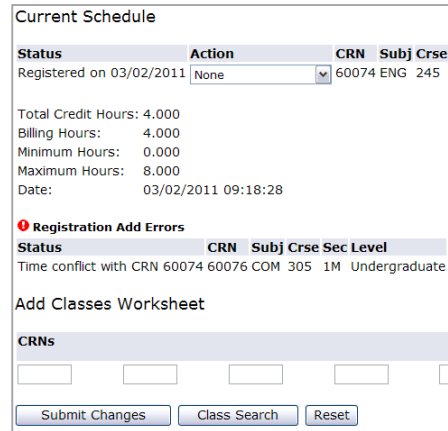 Current Schedule
Status Action CRN Subj Crse
Registered on 03/02/2011 None 60074 ENG 245
Total Credit Hours: 4.000
Billing Hours: 4.000
Minimum Hours: 0.000
Maximum Hours: 8.000
Date: 03/02/2011 09:18:28
Registration Add Errors
Status CRN Subj Crse Sec Level
Time conflict with CRN 60074 60076 COM 305 1M Undergraduate
Add Classes Worksheet
CRNs
Submit Changes Class Search Reset